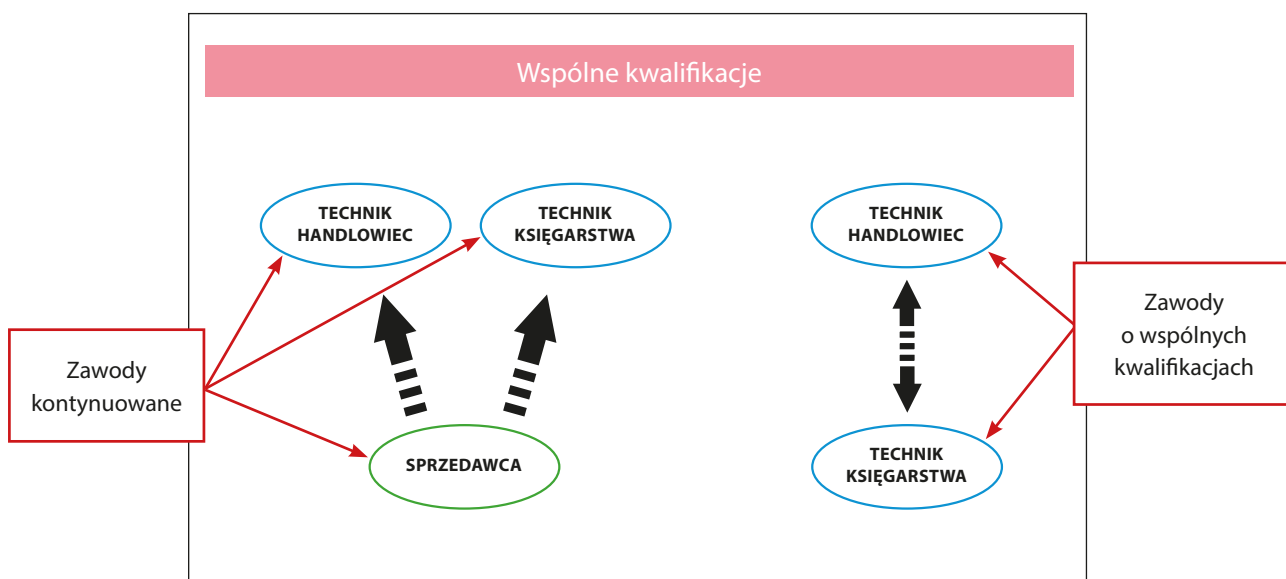 Wspólne kwalifikacje
TECHNIK
HANDLOWIEC
TECHNIK
KSIĘGARSTWA
TECHNIK
HANDLOWIEC
Zawody
kontynuowane
Zawody
o wspólnych
kwalifikacjach
SPRZEDAWCA
TECHNIK
KSIĘGARSTWA